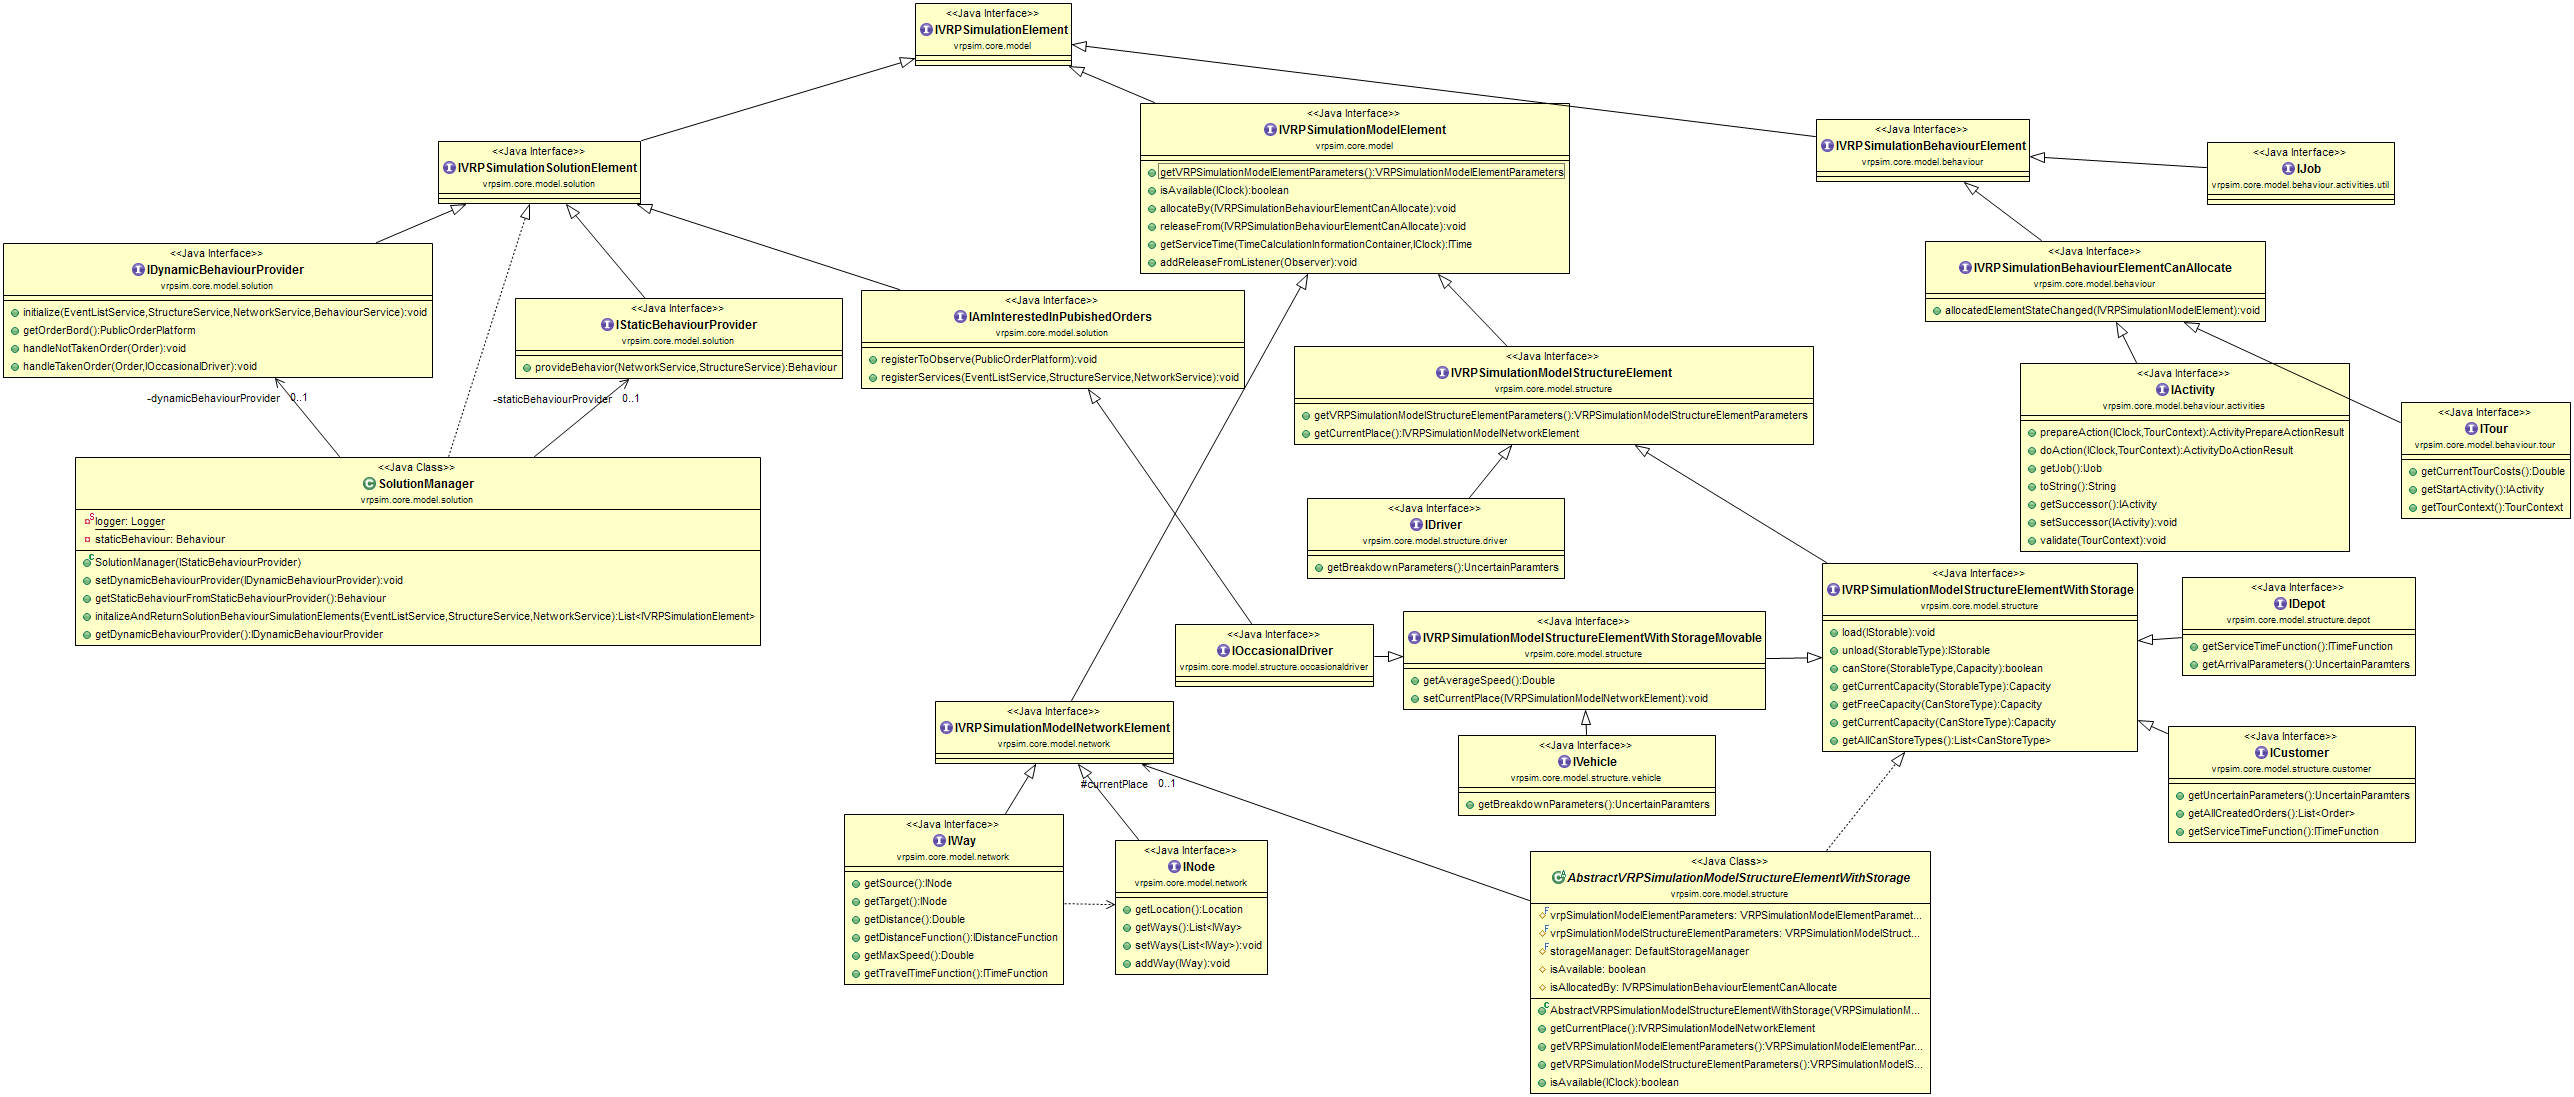 <<Java Interface>>
IVRPSimulationElement
vrpsim.core.model
<<Java Interface>>
IVRPSimulationModelElement
vrpsim.core.model
getVRPSimulationModelElementParameters():VRPSimulationModelElementParameters
isAvailable(IClock):boolean
allocateBy(IVRPSimulationBehaviourElementCanAllocate):void
releaseFrom(IVRPSimulationBehaviourElementCanAllocate):void
getServiceTime(TimeCalculationInformationContainer,IClock):ITime
addReleaseFromListener(Observer):void
<<Java Interface>>
IVRPSimulationBehaviourElement
vrpsim.core.model.behaviour
<<Java Interface>>
IJob
vrpsim.core.model.behaviour.activities.util
<<Java Interface>>
IVRPSimulationSolutionElement
vrpsim.core.model.solution
<<Java Interface>>
IDynamicBehaviourProvider
vrpsim.core.model.solution
initialize(EventListService,StructureService,NetworkService,BehaviourService):void
getOrderBord():PublicOrderPlatform
handleNotTakenOrder(Order):void
handleTakenOrder(Order,IOccasionalDriver):void
<<Java Interface>>
IStaticBehaviourProvider
vrpsim.core.model.solution
provideBehavior(NetworkService,StructureService):Behaviour
<<Java Interface>>
IAmInterestedInPubishedOrders
vrpsim.core.model.solution
registerToObserve(PublicOrderPlatform):void
registerServices(EventListService,StructureService,NetworkService):void
<<Java Interface>>
IVRPSimulationBehaviourElementCanAllocate
vrpsim.core.model.behaviour
allocatedElementStateChanged(IVRPSimulationModelElement):void
<<Java Interface>>
IVRPSimulationModelStructureElement
vrpsim.core.model.structure
getVRPSimulationModelStructureElementParameters():VRPSimulationModelStructureElementParameters
getCurrentPlace():IVRPSimulationModelNetworkElement
<<Java Interface>>
IActivity
vrpsim.core.model.behaviour.activities
prepareAction(IClock,TourContext):ActivityPrepareActionResult
doAction(IClock,TourContext):ActivityDoActionResult
getJob():IJob
toString():String
getSuccessor():IActivity
setSuccessor(IActivity):void
validate(TourContext):void
<<Java Interface>>
ITour
vrpsim.core.model.behaviour.tour
getCurrentTourCosts():Double
getStartActivity():IActivity
getTourContext():TourContext
-dynamicBehaviourProvider 0..1
-staticBehaviourProvider 0..1
<<Java Class>>
SolutionManager
vrpsim.core.model.solution
logger: Logger
staticBehaviour: Behaviour
SolutionManager(IStaticBehaviourProvider)
setDynamicBehaviourProvider(IDynamicBehaviourProvider):void
getStaticBehaviourFromStaticBehaviourProvider():Behaviour
initalizeAndReturnSolutionBehaviourSimulationElements(EventListService,StructureService,NetworkService):List<IVRPSimulationElement>
getDynamicBehaviourProvider():IDynamicBehaviourProvider
<<Java Interface>>
IDriver
vrpsim.core.model.structure.driver
getBreakdownParameters():UncertainParamters
<<Java Interface>>
IVRPSimulationModelStructureElementWithStorage
vrpsim.core.model.structure
load(IStorable):void
unload(StorableType):IStorable
canStore(StorableType,Capacity):boolean
getCurrentCapacity(StorableType):Capacity
getFreeCapacity(CanStoreType):Capacity
getCurrentCapacity(CanStoreType):Capacity
getAllCanStoreTypes():List<CanStoreType>
<<Java Interface>>
IDepot
vrpsim.core.model.structure.depot
getServiceTimeFunction():ITimeFunction
getArrivalParameters():UncertainParamters
<<Java Interface>>
IOccasionalDriver
vrpsim.core.model.structure.occasionaldriver
<<Java Interface>>
IVRPSimulationModelStructureElementWithStorageMovable
vrpsim.core.model.structure
getAverageSpeed():Double
setCurrentPlace(IVRPSimulationModelNetworkElement):void
<<Java Interface>>
IVRPSimulationModelNetworkElement
vrpsim.core.model.network
<<Java Interface>>
IVehicle
vrpsim.core.model.structure.vehicle
getBreakdownParameters():UncertainParamters
<<Java Interface>>
ICustomer
vrpsim.core.model.structure.customer
getUncertainParameters():UncertainParamters
getAllCreatedOrders():List<Order>
getServiceTimeFunction():ITimeFunction
#currentPlace 0..1
<<Java Interface>>
IWay
vrpsim.core.model.network
getSource():INode
getTarget():INode
getDistance():Double
getDistanceFunction():IDistanceFunction
getMaxSpeed():Double
getTravelTimeFunction():ITimeFunction
<<Java Interface>>
INode
vrpsim.core.model.network
getLocation():Location
getWays():List<IWay>
setWays(List<IWay>):void
addWay(IWay):void
<<Java Class>>
AbstractVRPSimulationModelStructureElementWithStorage
vrpsim.core.model.structure
vrpSimulationModelElementParameters: VRPSimulationModelElementParamet...
vrpSimulationModelStructureElementParameters: VRPSimulationModelStruct...
storageManager: DefaultStorageManager
isAvailable: boolean
isAllocatedBy: IVRPSimulationBehaviourElementCanAllocate
AbstractVRPSimulationModelStructureElementWithStorage(VRPSimulationM...
getCurrentPlace():IVRPSimulationModelNetworkElement
getVRPSimulationModelElementParameters():VRPSimulationModelElementPar...
getVRPSimulationModelStructureElementParameters():VRPSimulationModelS...
isAvailable(IClock):boolean